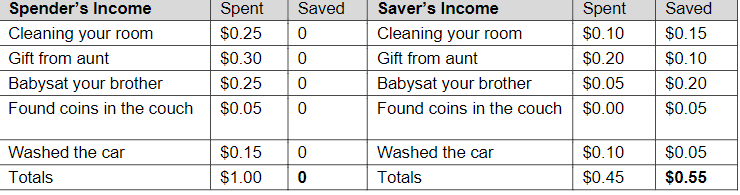 Spender's Income Spent Saved Saver's Income Spent Saved
Cleaning your room $0.25 0 Cleaning your room $0.10 $0.15
Gift from aunt $0.30 0 Gift from aunt $0.20 $0.10
Babysat your brother $0.25 0 Babysat your brother $0.05 $0.20
Found coins in the couch $0.05 0 Found coins in the couch $0.00 $0.05
Washed the car $0.15 0 Washed the car $0.10 $0.05
Totals $1.00 0 Totals $0.45 $0.55